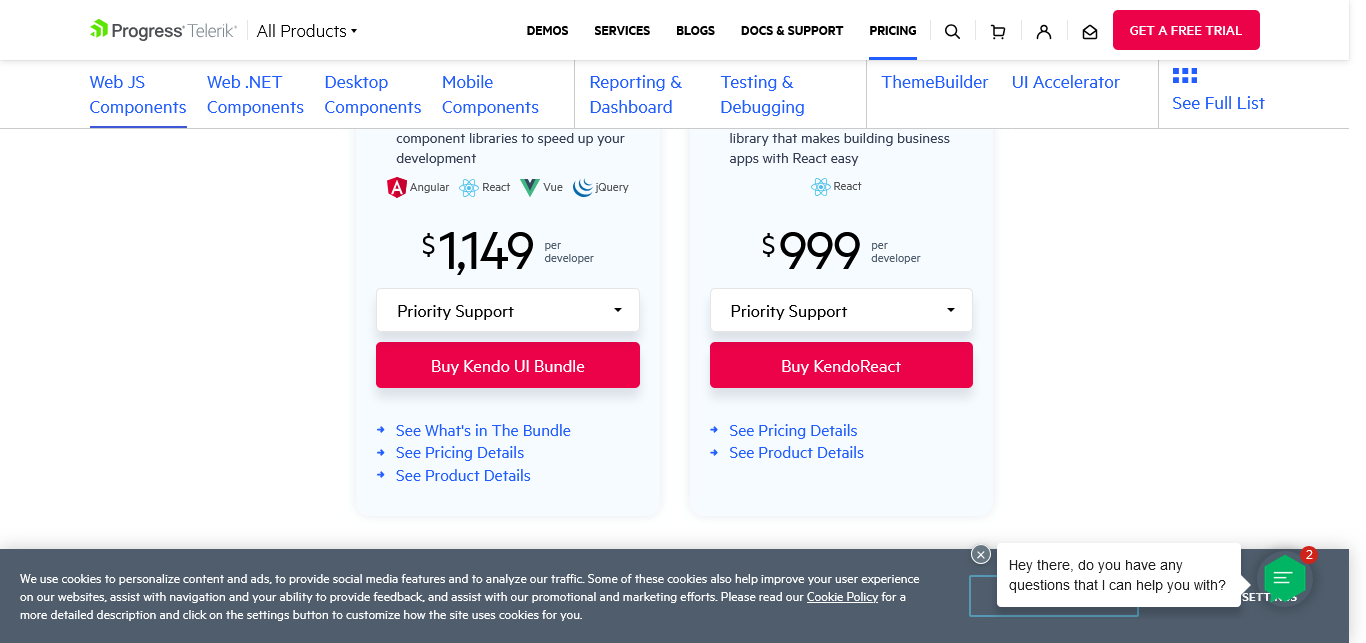 Progress Telerik
All Products
DEMOS
SERVICES
BLOGS
DOCS & SUPPORT
PRICING
GET A FREE TRIAL
Web JS
Components
Web .NET
Components
Desktop
Components
Mobile
Components
Reporting &
Dashboard
Testing &
Debugging
ThemeBuilder
UI Accelerator
See Full List
component libraries to speed up your
development
Angular
React
Vue
jQuery
$1,149 per
developer
Priority Support
Buy Kendo UI Bundle
See What's in The Bundle
See Pricing Details
See Product Details
library that makes building business
apps with React easy
React
$999 per
developer
Priority Support
Buy KendoReact
See Pricing Details
See Product Details
We use cookies to personalize content and ads, to provide social media features and to analyze our traffic. Some of these cookies also help improve your user experience
on our websites, assist with navigation and your ability to provide feedback, and assist with our promotional and marketing efforts. Please read our Cookie Policy for a
more detailed description and click on the settings button to customize how the site uses cookies for you.
Hey there, do you have any
questions that I can help you with?
2